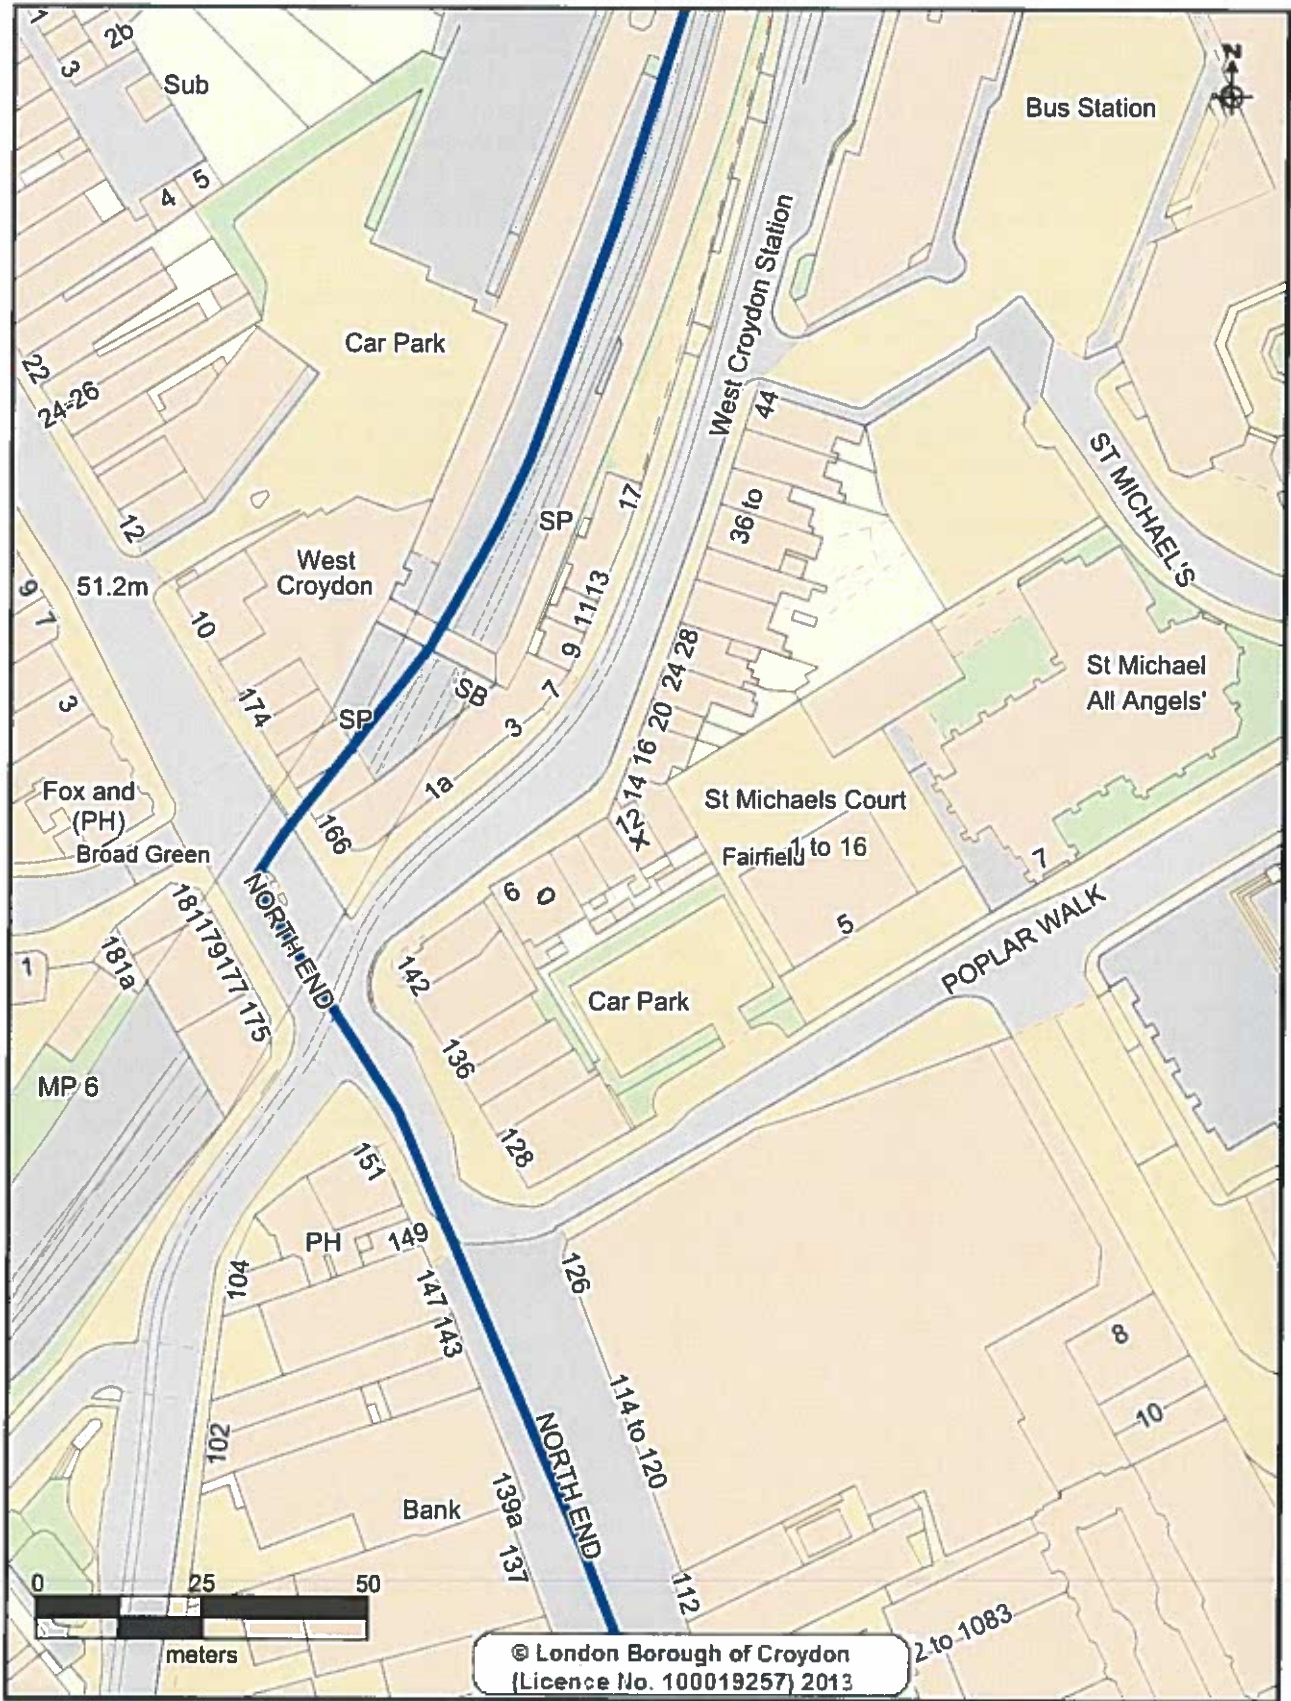 1
2b
3
Sub
N
Bus Station
4
5
Car Park
West Croydon Station
22
24-26
44
ST MICHAEL'S
12
17
36 to
SP
West
Croydon
51.2m
9
7
10
13
11
9
28
24
St Michael
All Angels'
3
174
SB
7
SP
3
20
16
14
1a
Fox and
(PH)
St Michaels Court
12
166
Broad Green
Fairfield
1 to 16
7
6
5
181
179
177
175
NORTH END
POPLAR WALK
181a
1
142
Car Park
136
MP 6
128
151
PH
149
126
104
147
143
8
114 to 120
10
102
NORTH END
139a
Bank
137
0
25
50
112
meters
2 to 1083
© London Borough of Croydon
(Licence No. 100019257) 2013